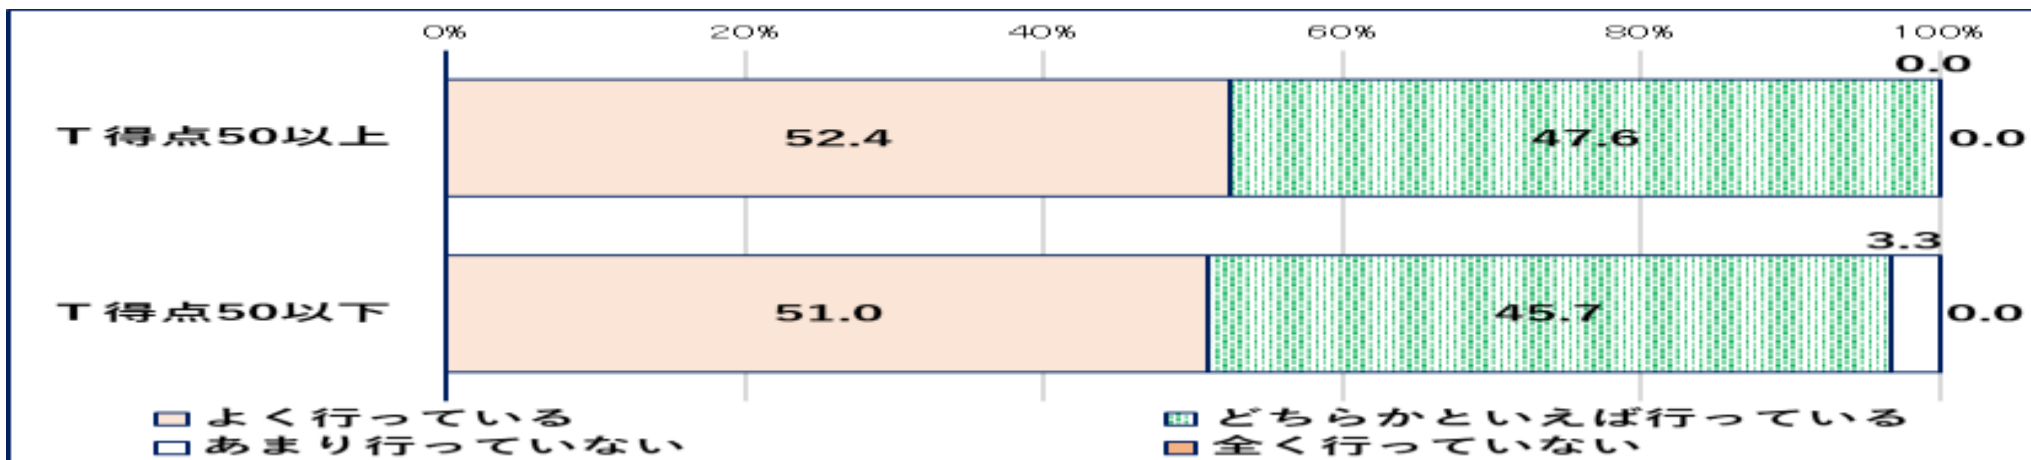 0% 20% 40% 60% 80% 100%
0.0
T得点50以上 52.4 47.6 0.0
3.3
T得点50以下 51.0 45.7 0.0
よく行っている どちらかといえば行っている
あまり行っていない 全く行っていない